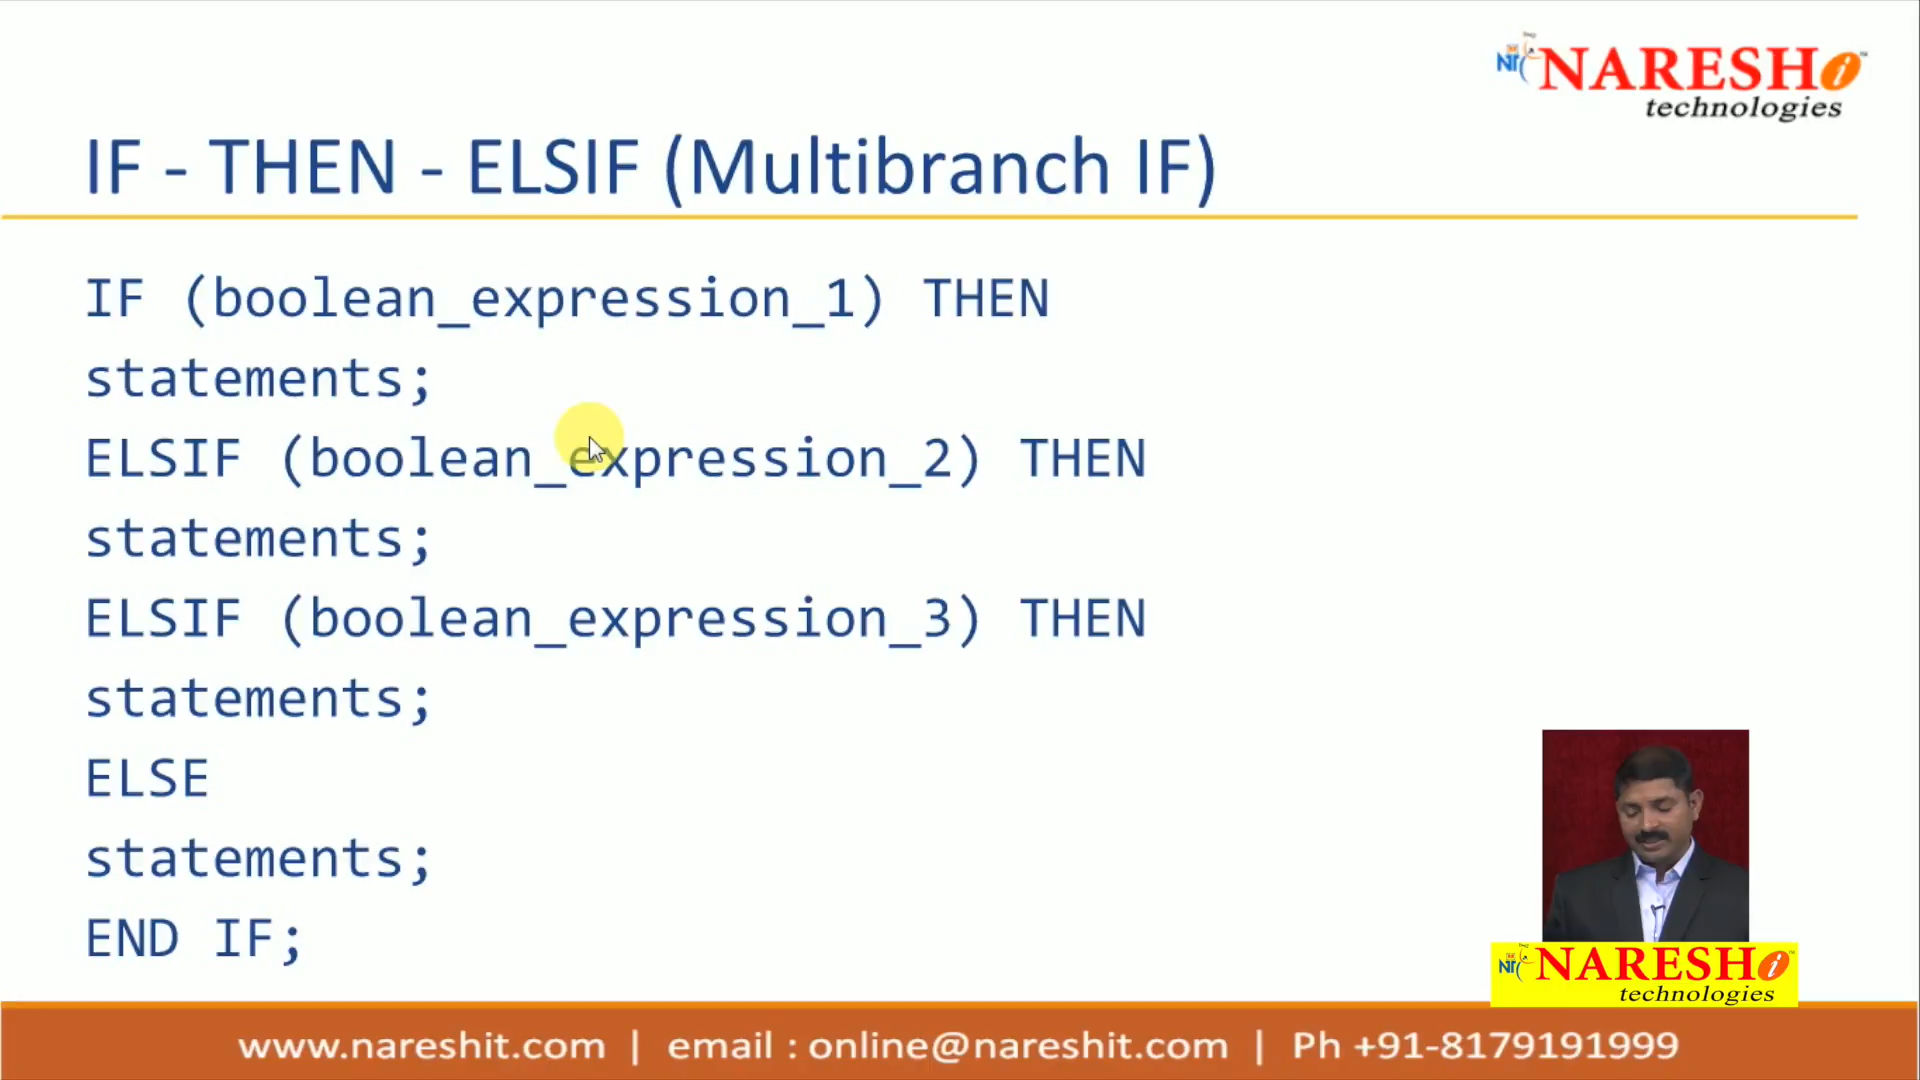 NARESH i
technologies
IF - THEN - ELSIF (Multibranch IF)
IF (boolean_expression_1) THEN
statements;
ELSIF (boolean_expression_2) THEN
statements;
ELSIF (boolean_expression_3) THEN
statements;
ELSE
statements;
END IF;
NARESH i
technologies
www.nareshit.com | email : online@nareshit.com | Ph +91-8179191999